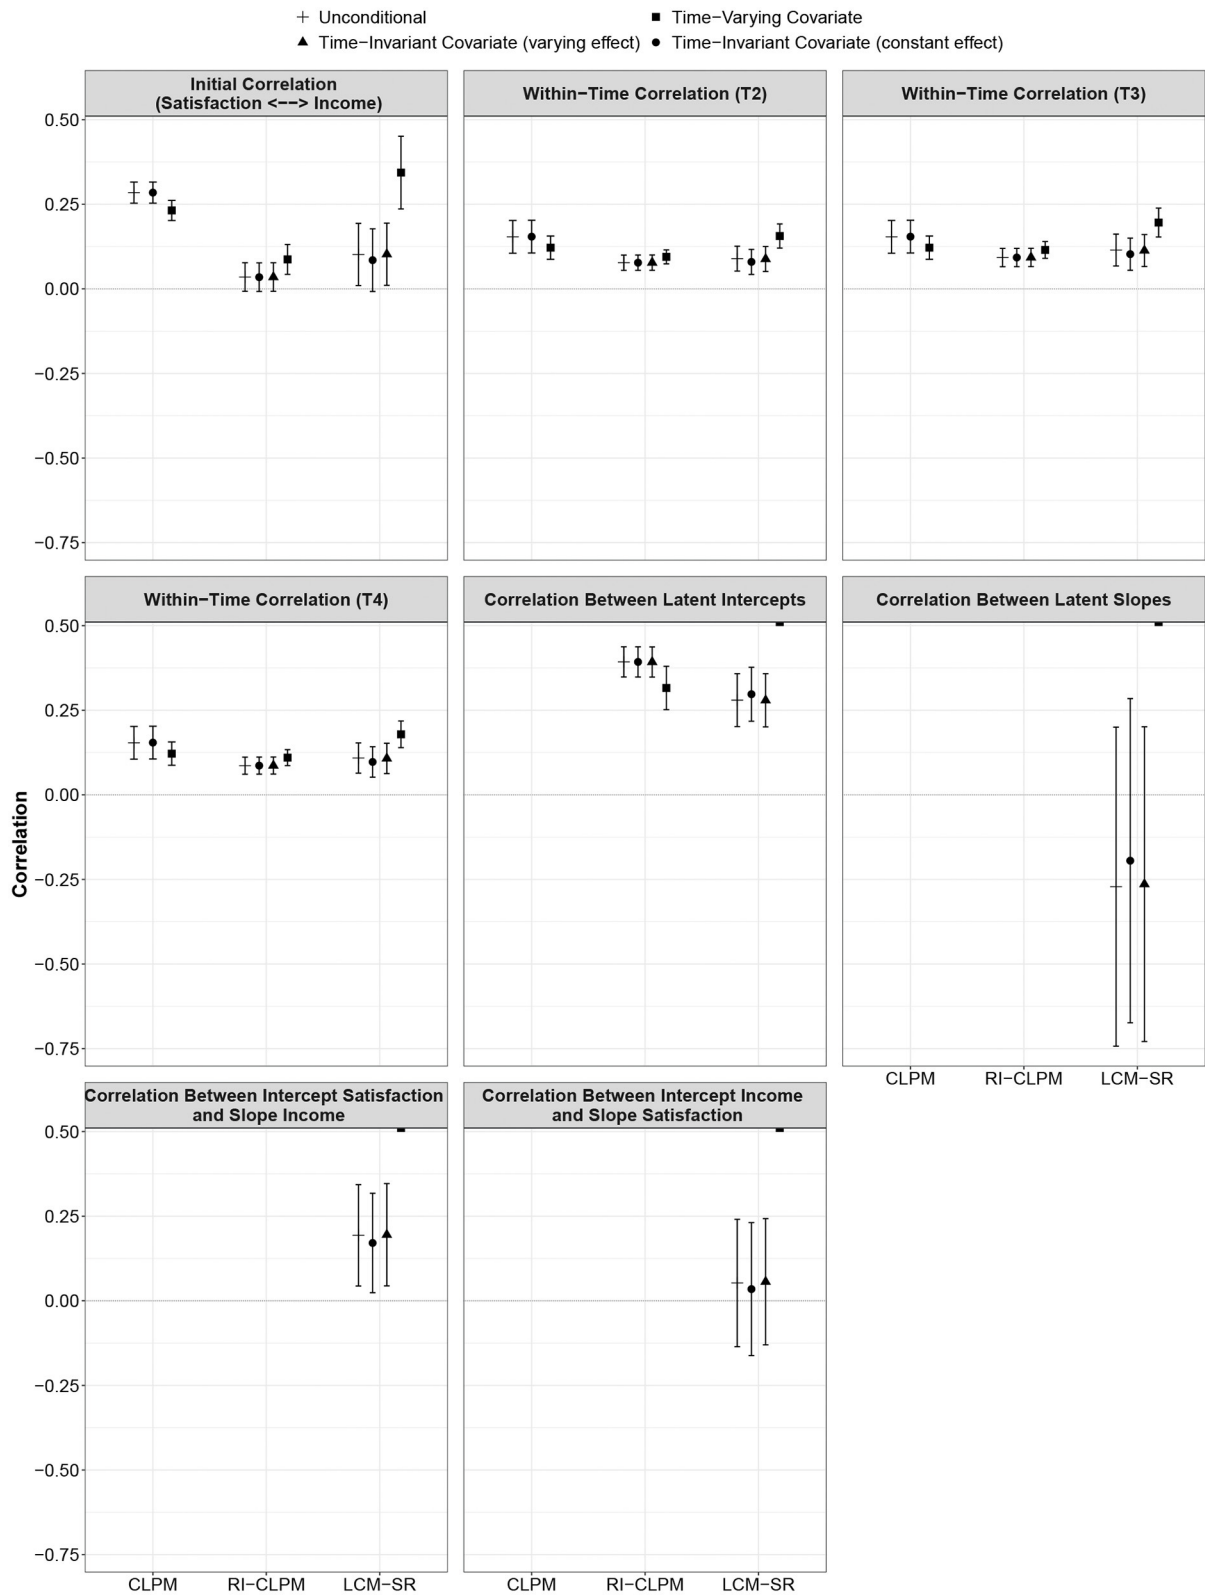 Unconditional
Time−Varying Covariate
Time−Invariant Covariate (varying effect)
Time−Invariant Covariate (constant effect)
Initial Correlation
(Satisfaction <−−> Income)
Within−Time Correlation (T2)
Within−Time Correlation (T3)
0.50
0.25
0.00
−0.25
−0.50
−0.75
Within−Time Correlation (T4)
Correlation Between Latent Intercepts
Correlation Between Latent Slopes
0.50
0.25
0.00
−0.25
−0.50
−0.75
Correlation
CLPM
RI−CLPM
LCM−SR
Correlation Between Intercept Satisfaction
and Slope Income
Correlation Between Intercept Income
and Slope Satisfaction
0.50
0.25
0.00
−0.25
−0.50
−0.75
CLPM
RI−CLPM
LCM−SR
CLPM
RI−CLPM
LCM−SR